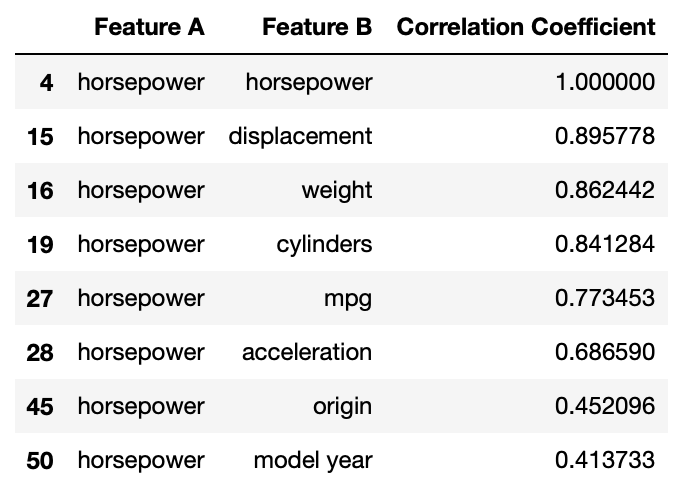 Feature A Feature B Correlation Coefficient
4 horsepower horsepower 1.000000
15 horsepower displacement 0.895778
16 horsepower weight 0.862442
19 horsepower cylinders 0.841284
27 horsepower mpg 0.773453
28 horsepower acceleration 0.686590
45 horsepower origin 0.452096
50 horsepower model year 0.413733